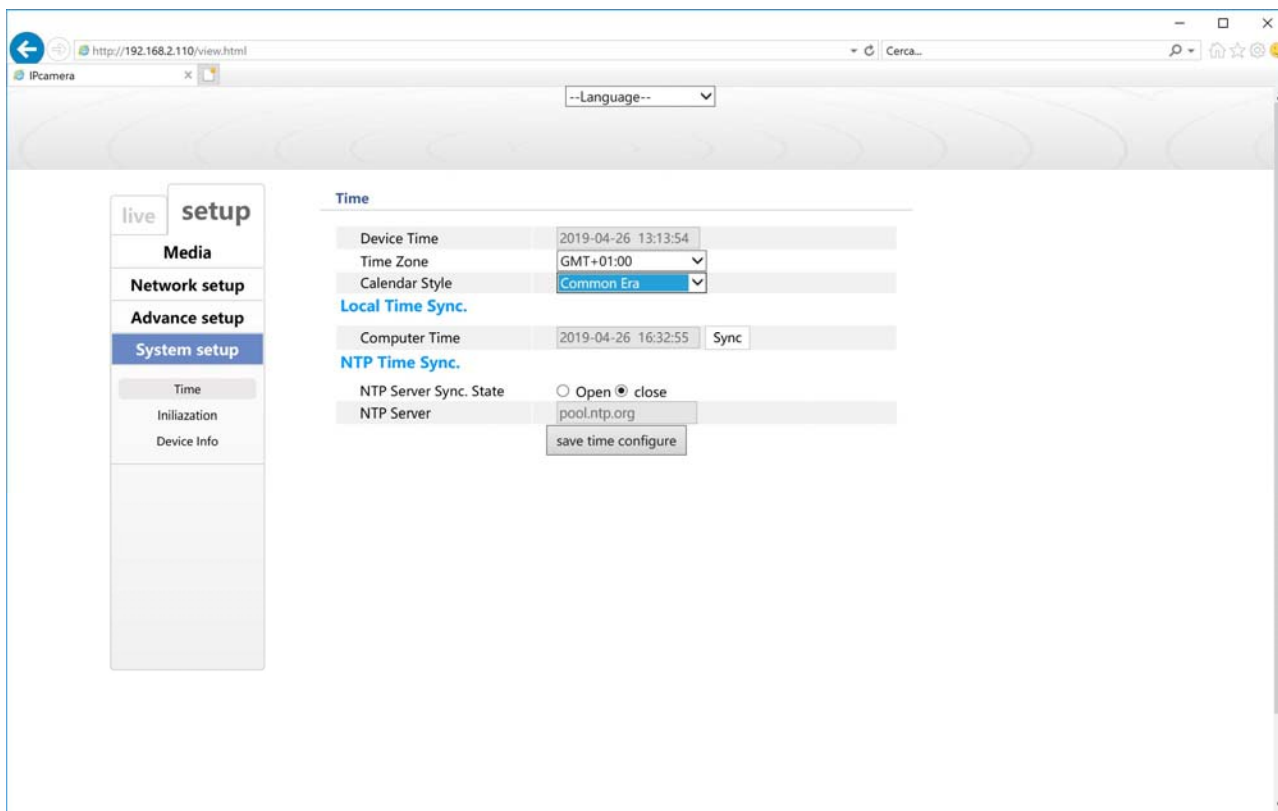 http://192.168.2.110/view.html
Cerca...
IPcamera
--Language--
live
setup
Media
Network setup
Advance setup
System setup
Time
Iniliazation
Device Info
Time
Device Time 2019-04-26 13:13:54
Time Zone GMT+01:00
Calendar Style Common Era
Local Time Sync.
Computer Time 2019-04-26 16:32:55 Sync
NTP Time Sync.
NTP Server Sync. State Open close
NTP Server pool.ntp.org
save time configure